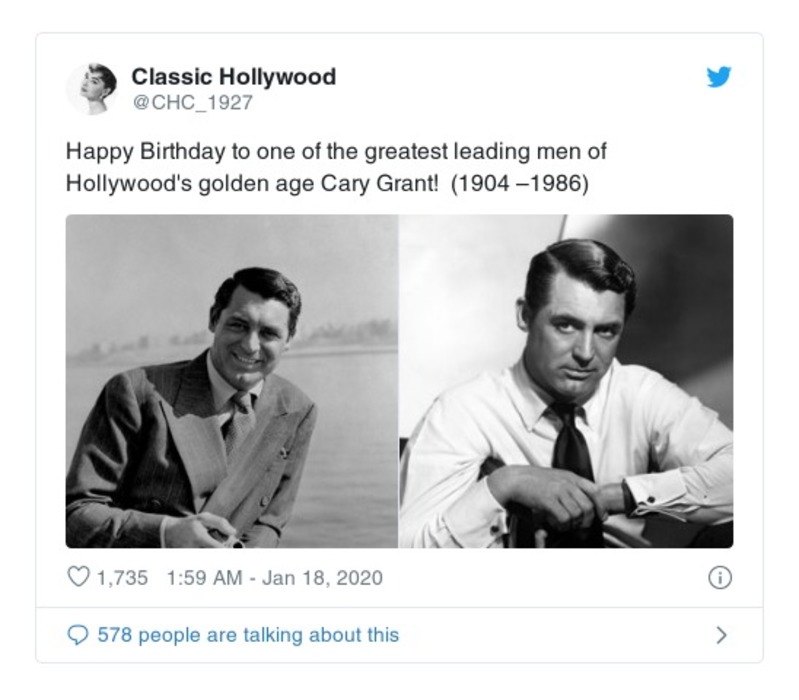 Classic Hollywood
@CHC_1927
Happy Birthday to one of the greatest leading men of
Hollywood's golden age Cary Grant!  (1904 –1986)
1,735 1:59 AM - Jan 18, 2020
578 people are talking about this